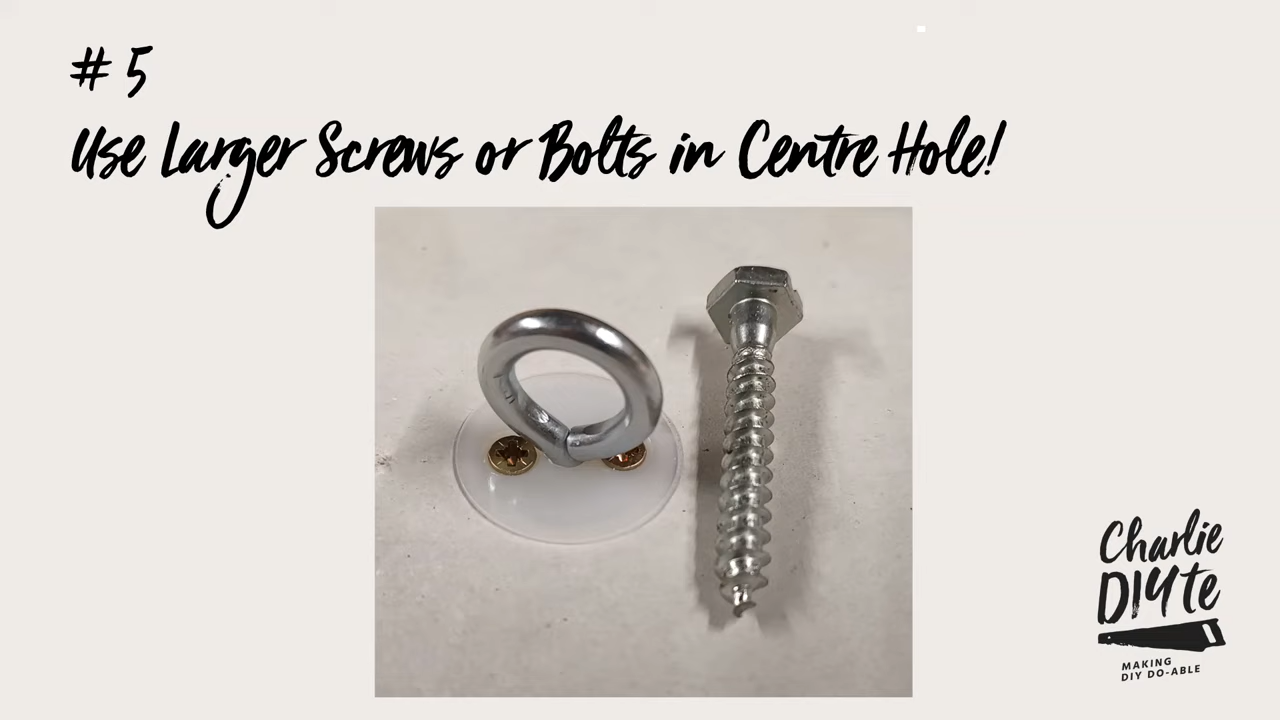 # 5
Use Larger Screws or Bolts in Centre Hole!
Charlie
DIYte
MAKING
DIY DO-ABLE